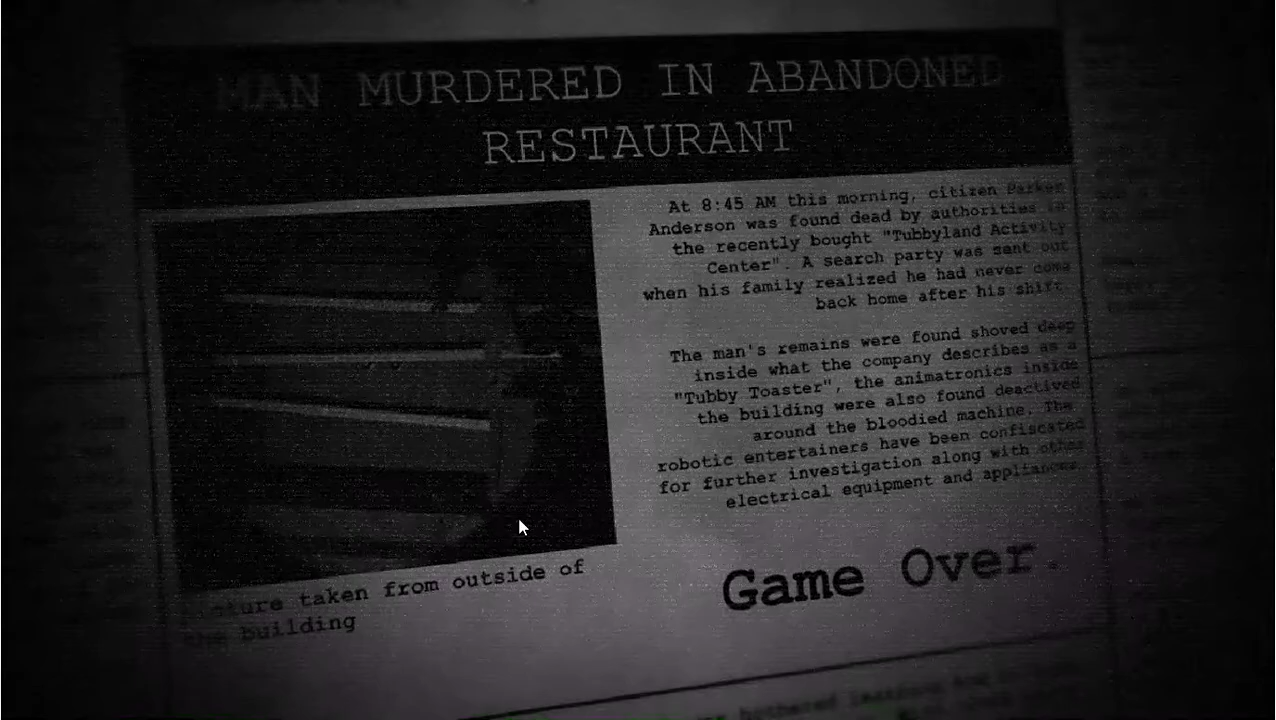 MAN MURDERED IN ABANDONED
RESTAURANT
At 8:45 AM this morning, citizen Parker
Anderson was found dead by authorities in
the recently bought "Tubbyland Activity
Center". A search party was sent out
when his family realized he had never come
back home after his shift.
The man's remains were found shoved deep
inside what the company describes as a
"Tubby Toaster", the animatronics inside
the building were also found deactived
around the bloodied machine. The
robotic entertainers have been confiscated
for further investigation along with other
electrical equipment and appliances
Game Over.
Picture taken from outside of
the building